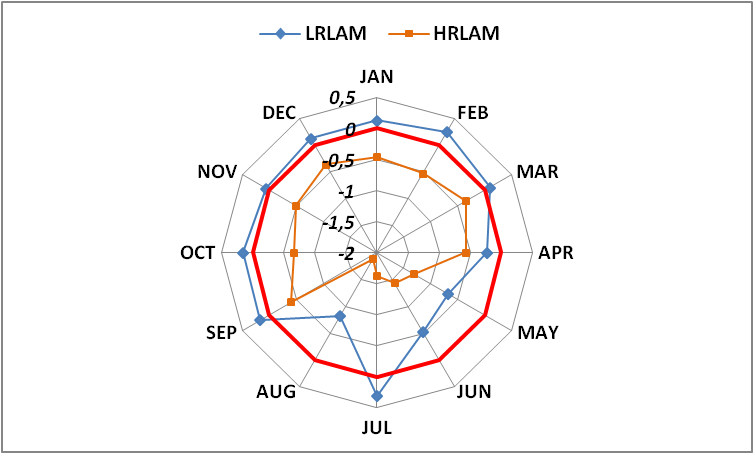 LRLAM HRLAM
JAN
0,5
DEC FEB
0
NOV -0,5 MAR
-1
-1,5
OCT -2 APR
SEP MAY
AUG JUN
JUL